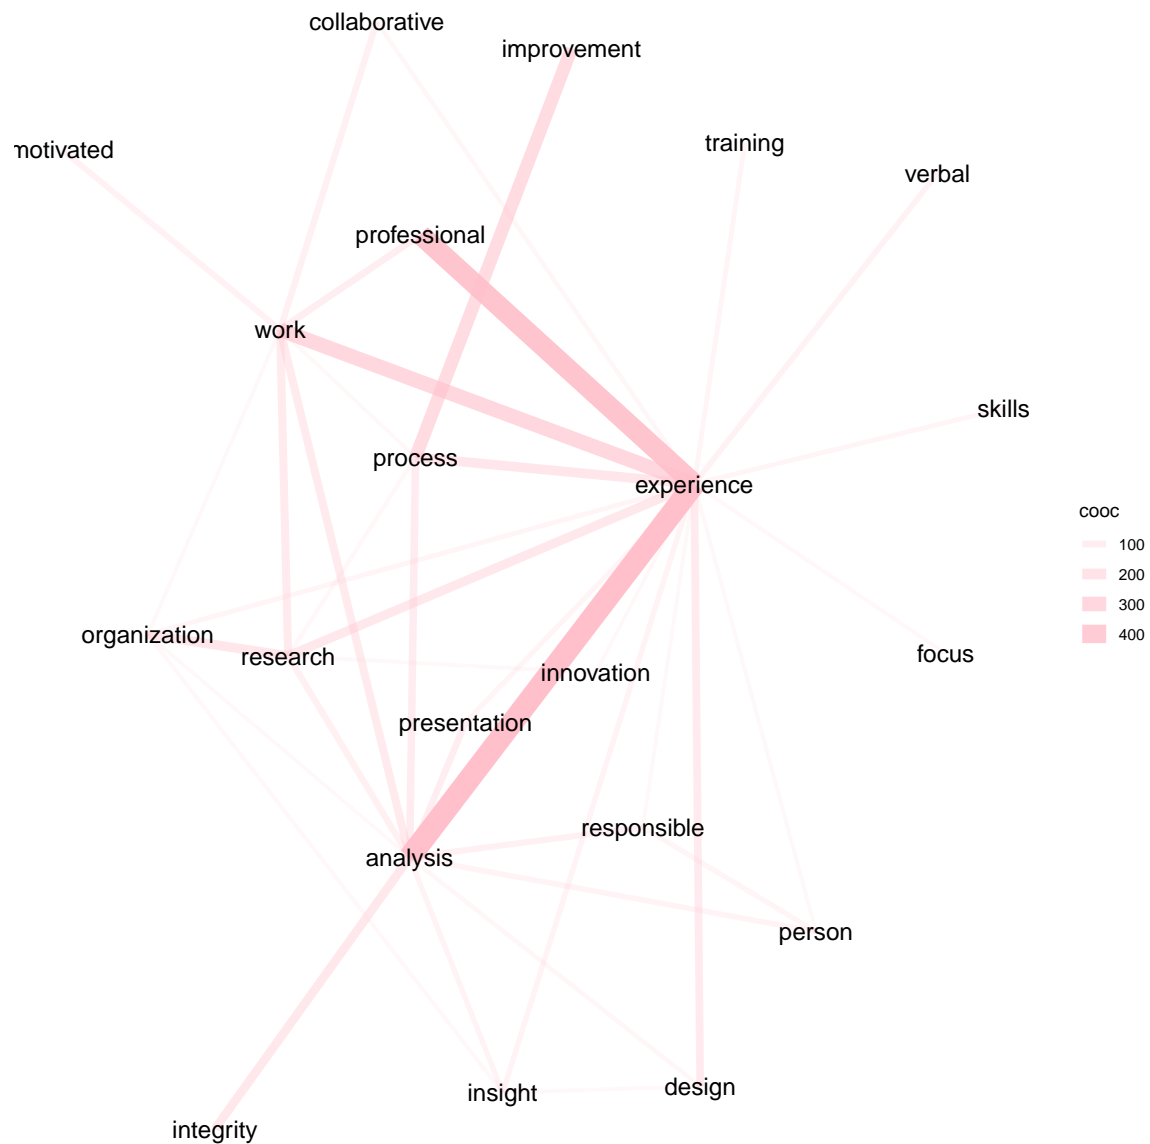 collaborative
improvement
training
motivated
verbal
professional
work
skills
process
experience
cooc
100
200
300
400
organization
research
focus
innovation
presentation
responsible
analysis
person
insight
design
integrity